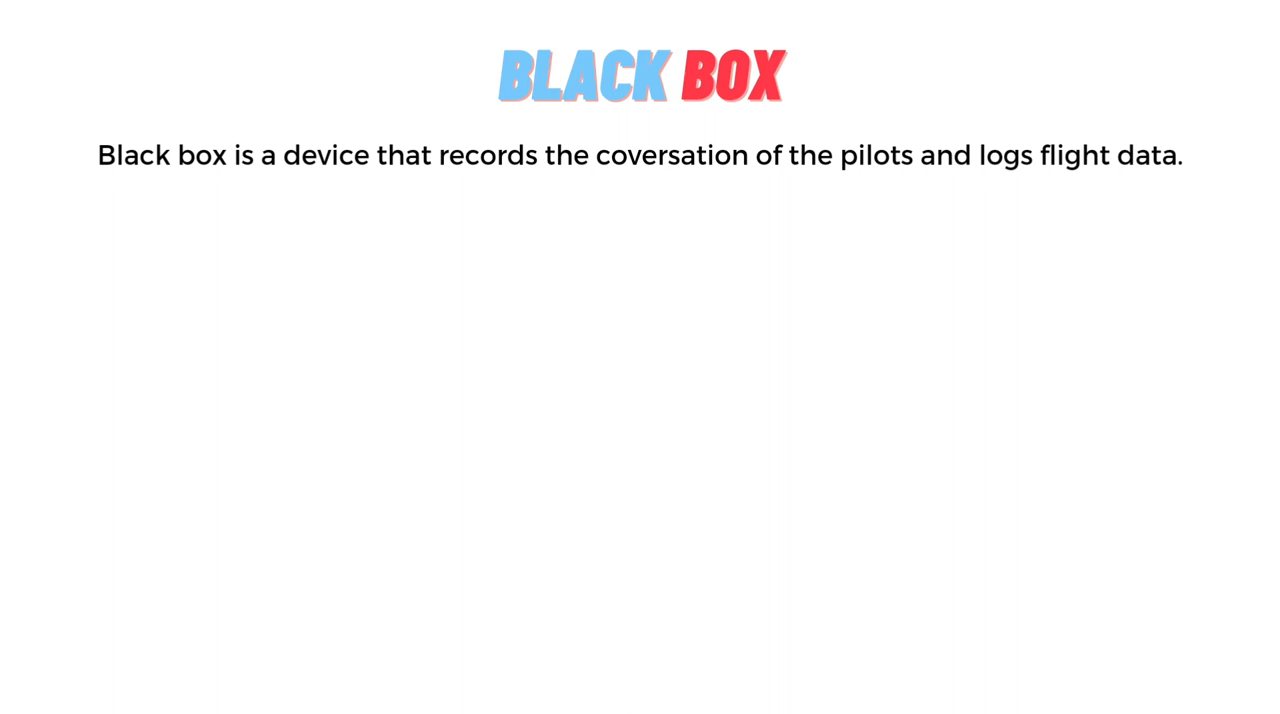 BLACK BOX
Black box is a device that records the coversation of the pilots and logs flight data.